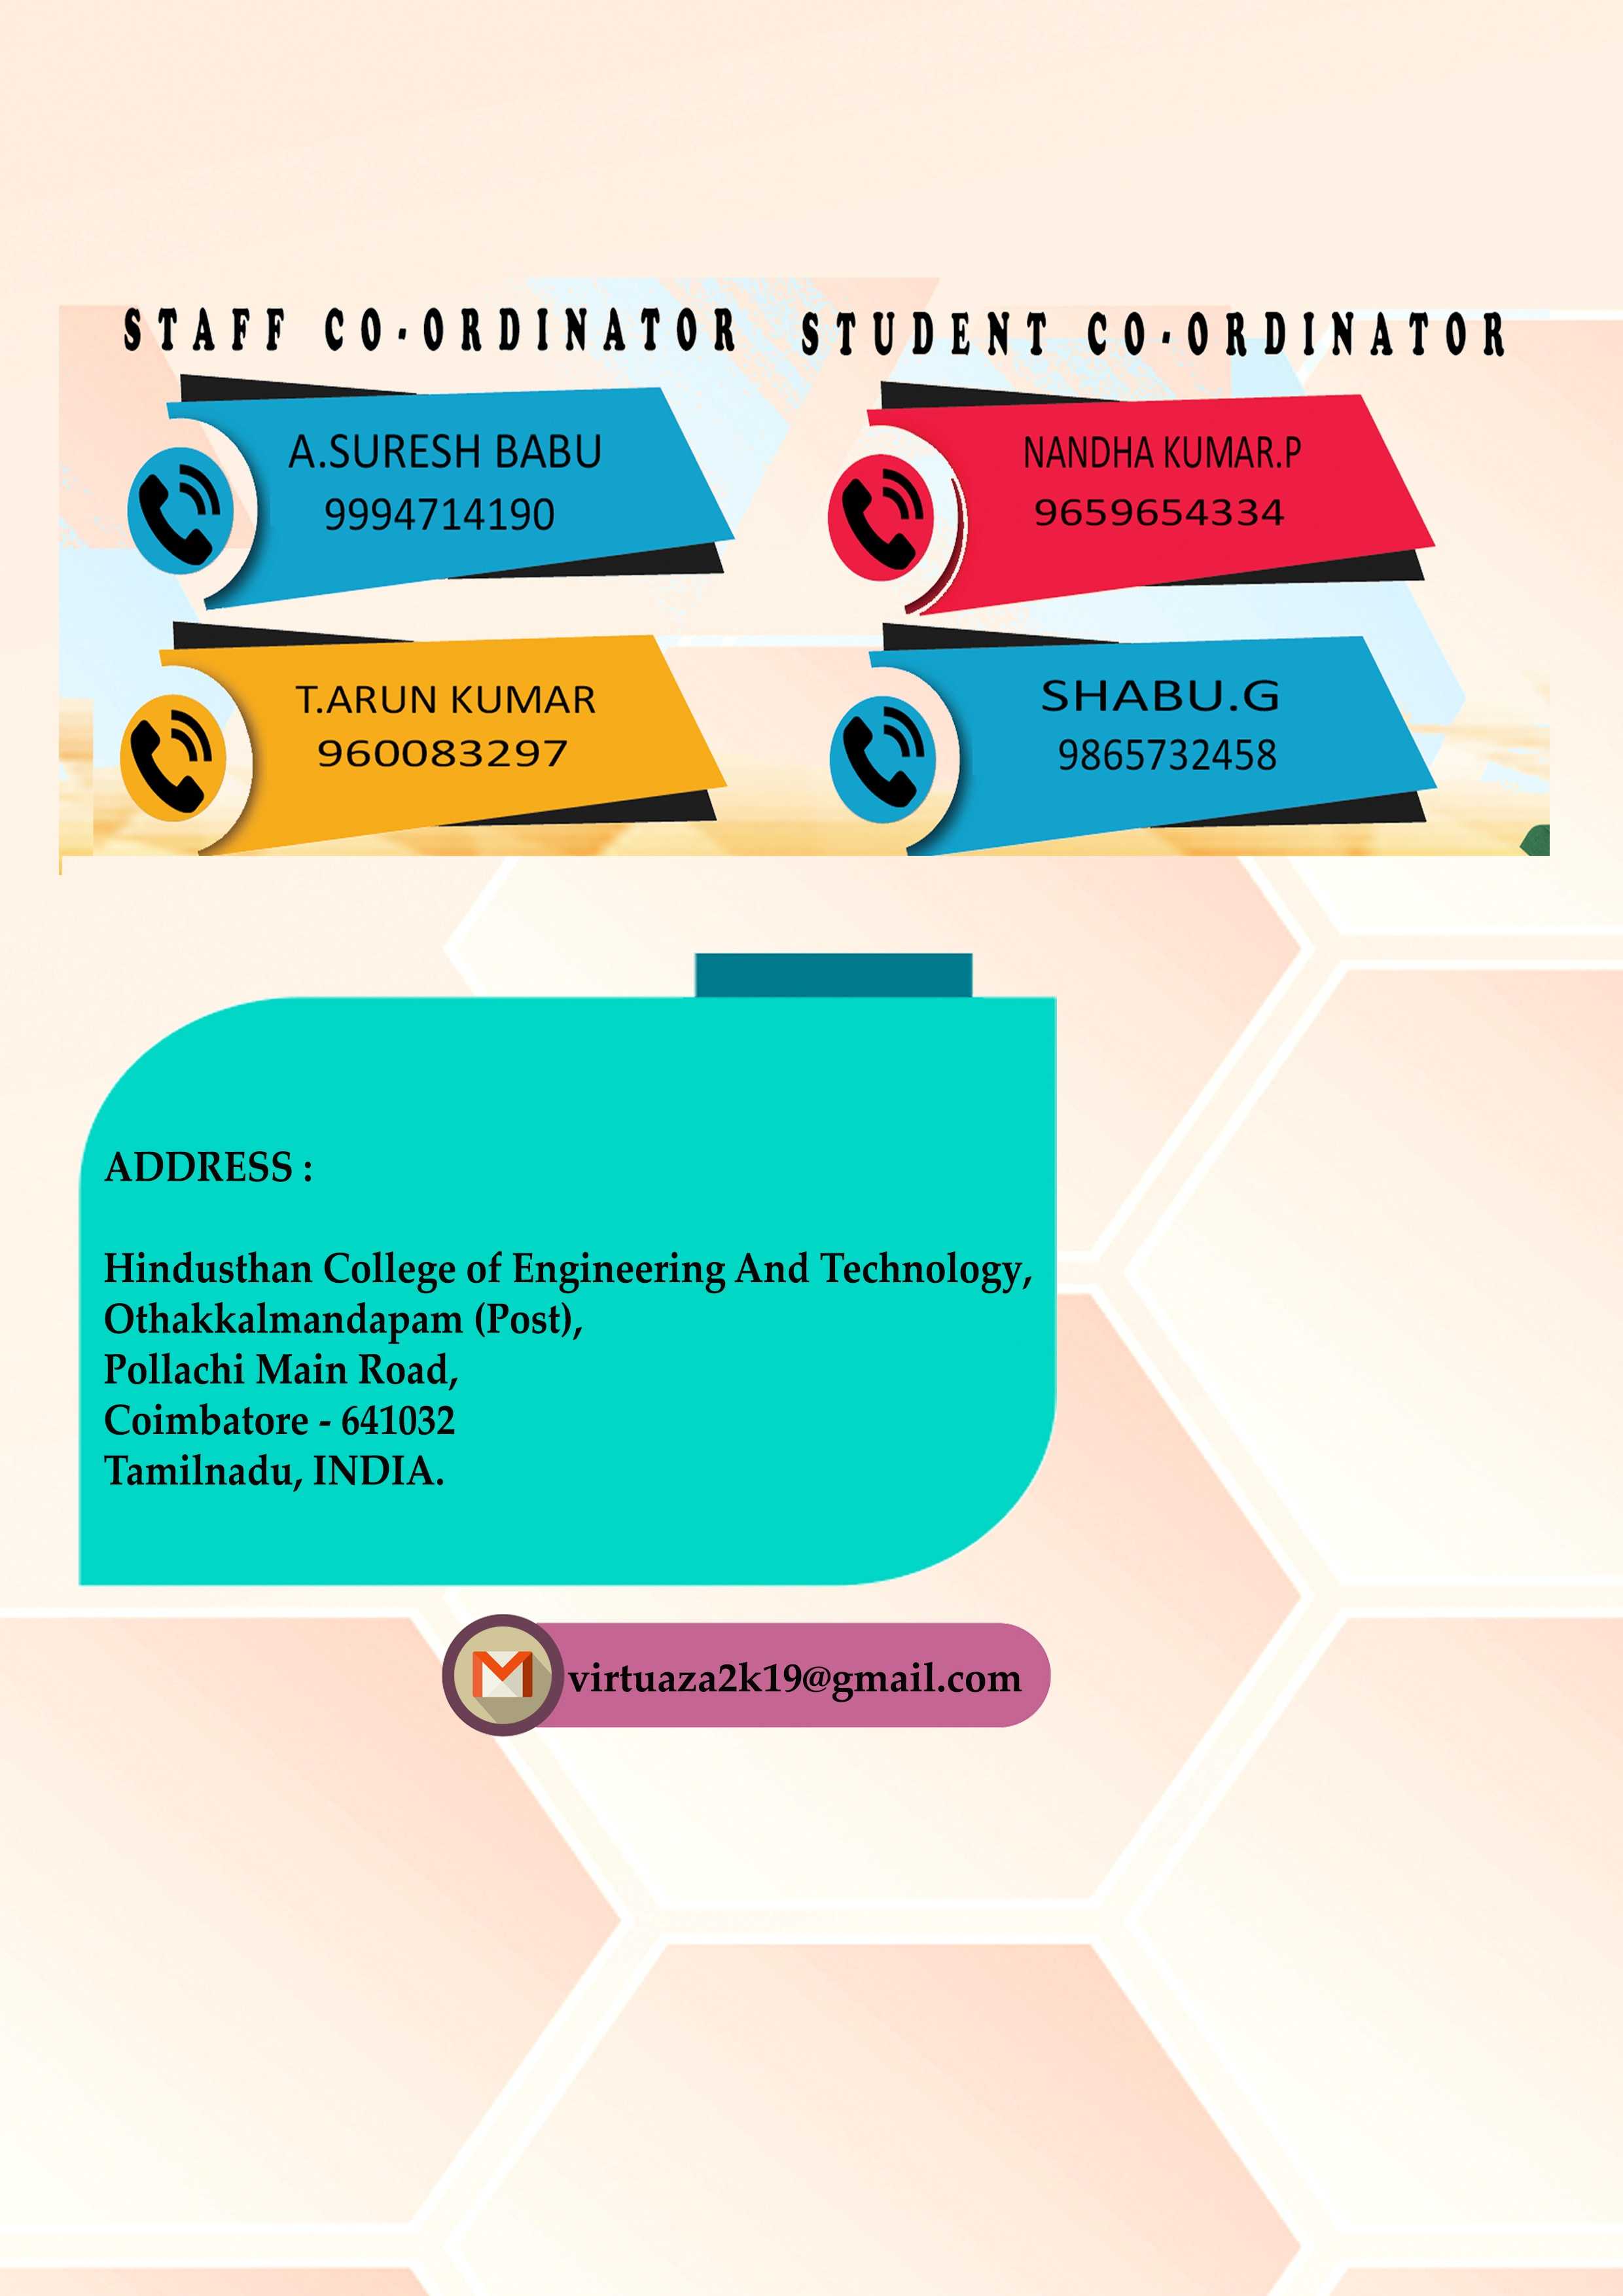 STAFF CO-ORDINATOR
A.SURESH BABU
9994714190
T.ARUN KUMAR
960083297
STUDENT CO-ORDINATOR
NANDHA KUMAR.P
9659654334
SHABU.G
9865732458
ADDRESS :
Hindusthan College of Engineering And Technology,
Othakkalmandapam (Post),
Pollachi Main Road,
Coimbatore - 641032
Tamilnadu, INDIA.
virtuaza2k19@gmail.com